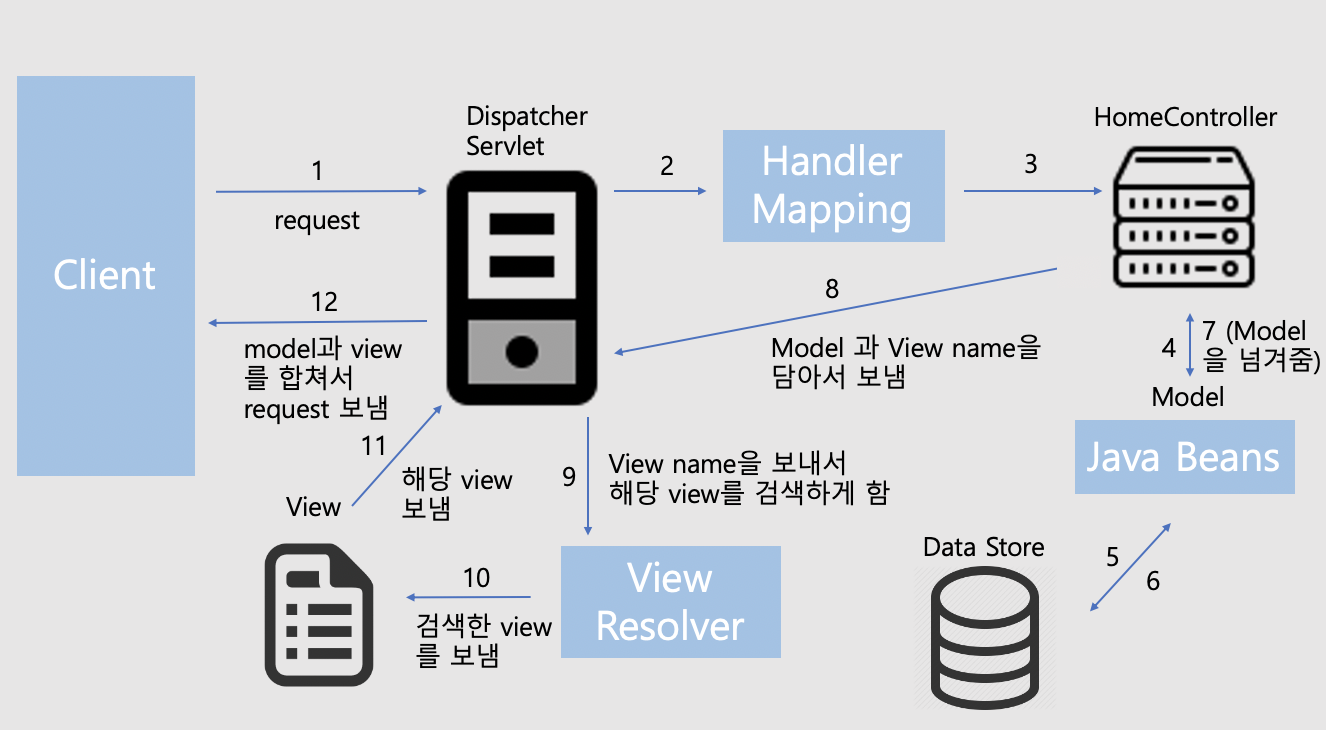 Client
1
request
Dispatcher
Servlet
2
Handler
Mapping
3
HomeController
4
7 (Model
을 넘겨줌)
Model
Java Beans
5
6
Data Store
8
Model 과 View name을
담아서 보냄
9
View name을 보내서
해당 view를 검색하게 함
View
Resolver
10
검색한 view
를 보냄
View
11
해당 view
보냄
12
model과 view
를 합쳐서
request 보냄